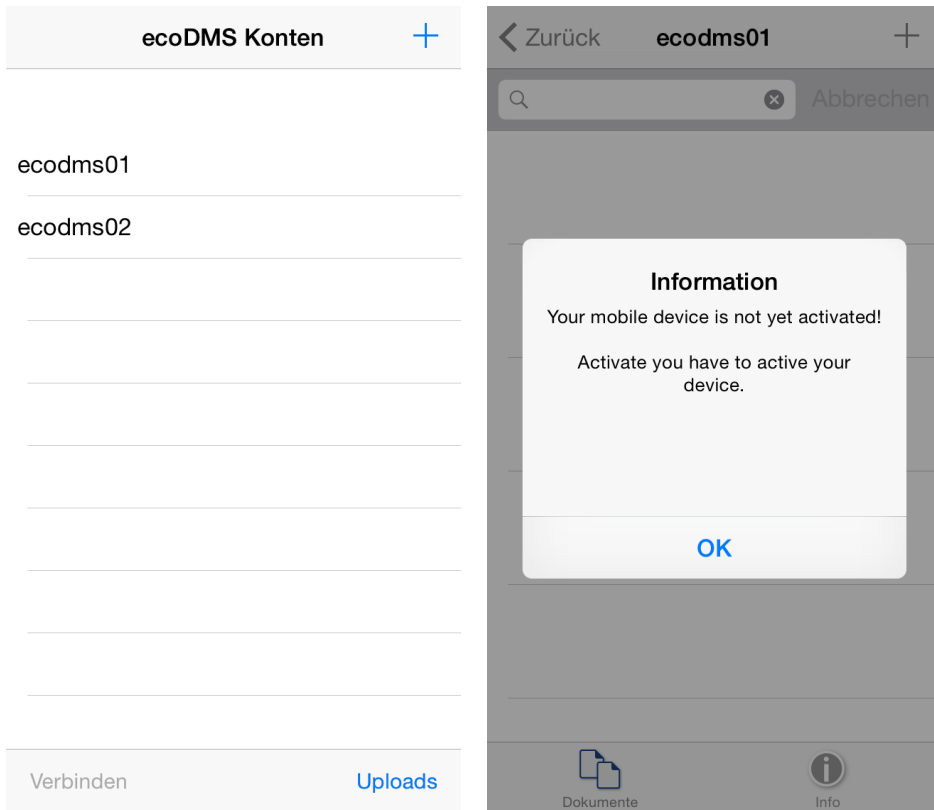 ecoDMS Konten
ecodms01
ecodms02
Verbinden
Uploads
Zurück
ecodms01
Abbrechen
Information
Your mobile device is not yet activated!
Activate you have to active your
device.
OK
Dokumente
Info